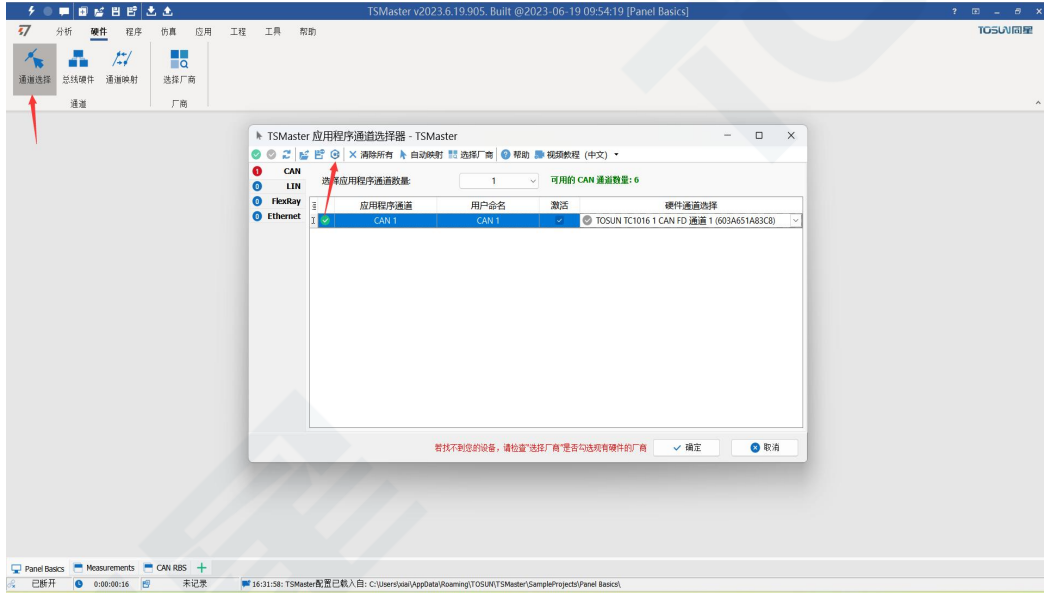 TSMaster v2023.6.19.905. Built @2023-06-19 09:54:19 [Panel Basics]
分析 硬件 程序 仿真 应用 工程 工具 帮助
TOSUN同星
通道选择 总线硬件 通道映射 选择厂商
通道 厂商
TSMaster 应用程序通道选择器 - TSMaster
清除所有 自动映射 选择厂商 帮助 视频教程 (中文)
1 CAN
0 LIN
0 FlexRay
0 Ethernet
选择应用程序通道数量: 1 可用的 CAN 通道数量: 6
应用程序通道 用户命名 激活 硬件通道选择
CAN 1 CAN 1 TOSUN TC1016 1 CAN FD 通道 1 (603A651A83C8)
若找不到您的设备，请检查"选择厂商"是否勾选现有硬件的厂商 确定 取消
Panel Basics Measurements CAN RBS
已断开 0:00:00:16 未记录 16:31:58: TSMaster配置已载入自: C:\Users\xiai\AppData\Roaming\TOSUN\TSMaster\SampleProjects\Panel Basics\